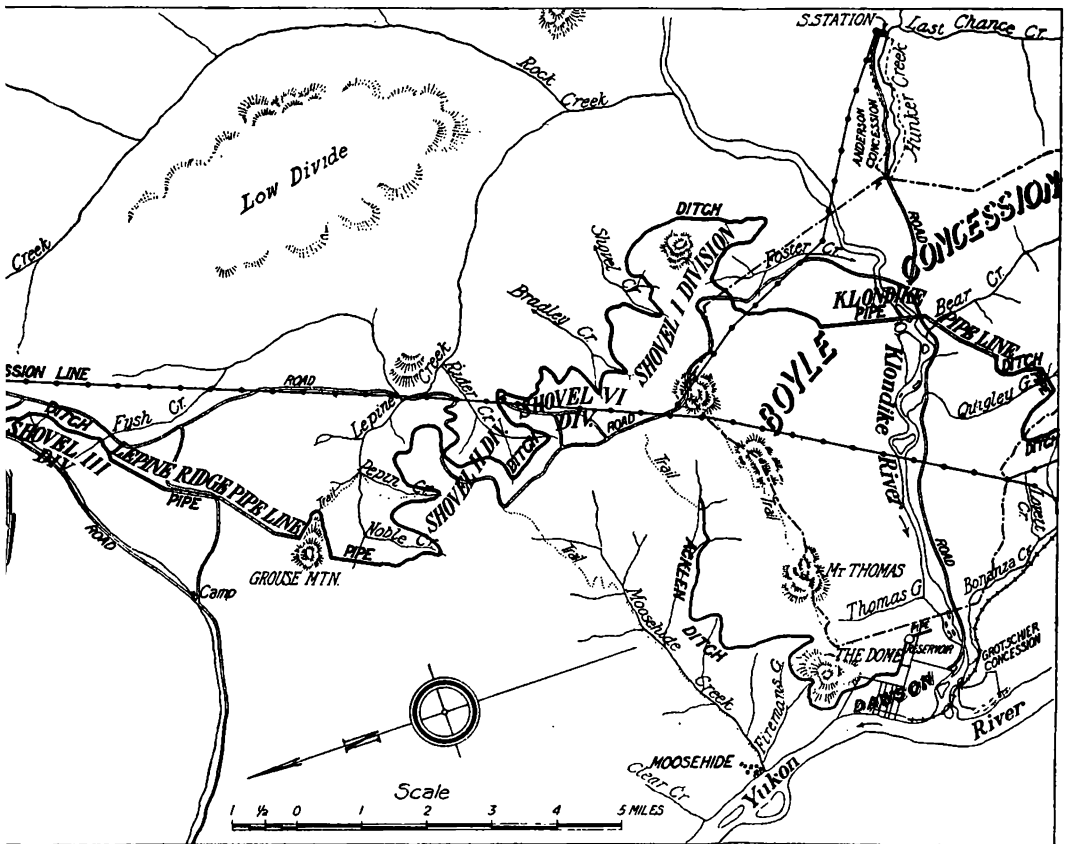 S.STATION
Last Chance Cr.
Rock
Creek
Hunker Creek
ANDERSON
CONCESSION
Low Divide
Creek
DITCH
ROAD
CONCESSION
Foster Cr.
Bear Cr.
Bradley Cr.
SHOVEL I DIVISION
KLONDIKE
PIPE
PIPE LINE
DITCH
BOYLE
Klondike River
Quigley G.
DITCH
SSION LINE
ROAD
Lepine Creek
Rider Cr.
SHOVEL VI
DIV.
ROAD
DITCH
Fysh Cr.
DITCH
SHOVEL III
DIV.
LEPINE RIDGE PIPE LINE
PIPE
Pepin Cr.
SHOVEL II DIV.
Trail
Trail
Trail
Noble Cr.
PIPE
GROUSE MTN.
ROAD
Camp
Trail
ACKLEEN
DITCH
MT THOMAS
ROAD
Bonanza Cr.
Thomas G.
Moosehide
Creek
PIPE
RESERVOIR
THE DOME
GROTSCHIER
CONCESSION
DAWSON
Firemans G.
River
MOOSEHIDE
Yukon
Clear Cr.
N
Scale
1 ½ 0 1 2 3 4 5 MILES